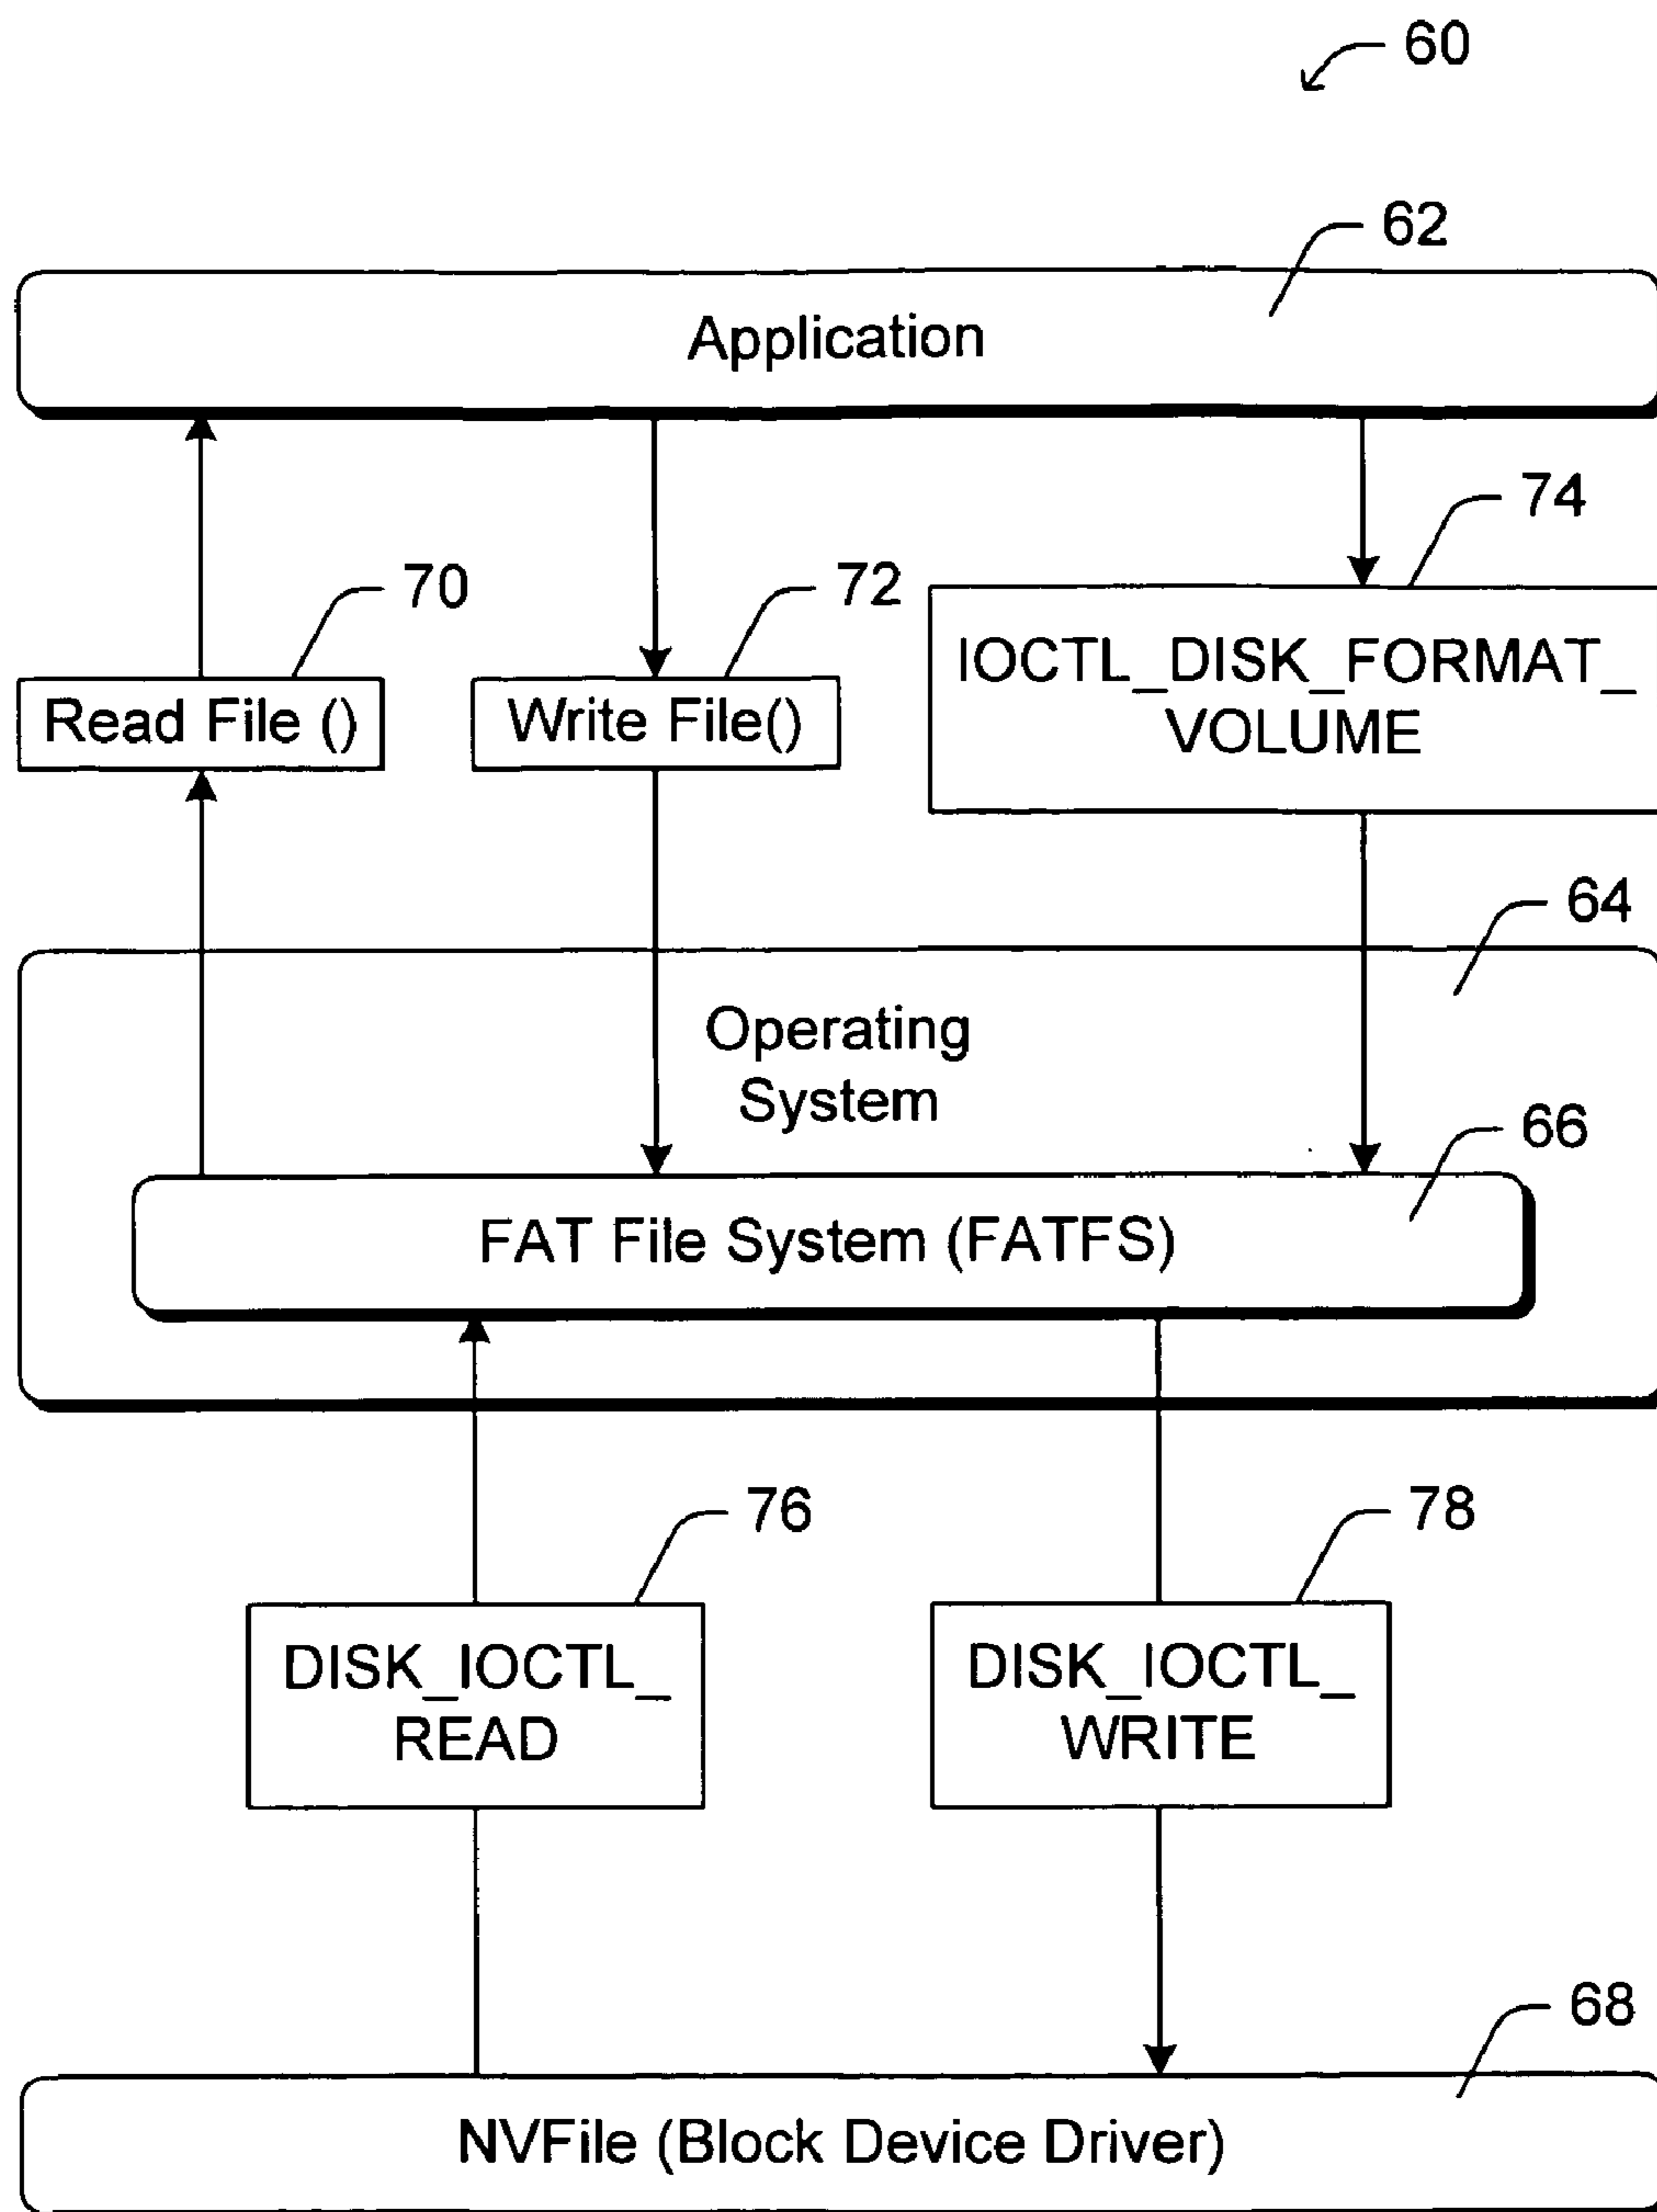 60
62
Application
74
70
72
IOCTL_DISK_FORMAT_
VOLUME
Read File ()
Write File()
64
Operating
System
66
FAT File System (FATFS)
76
78
DISK_IOCTL_
READ
DISK_IOCTL_
WRITE
68
NVFile (Block Device Driver)